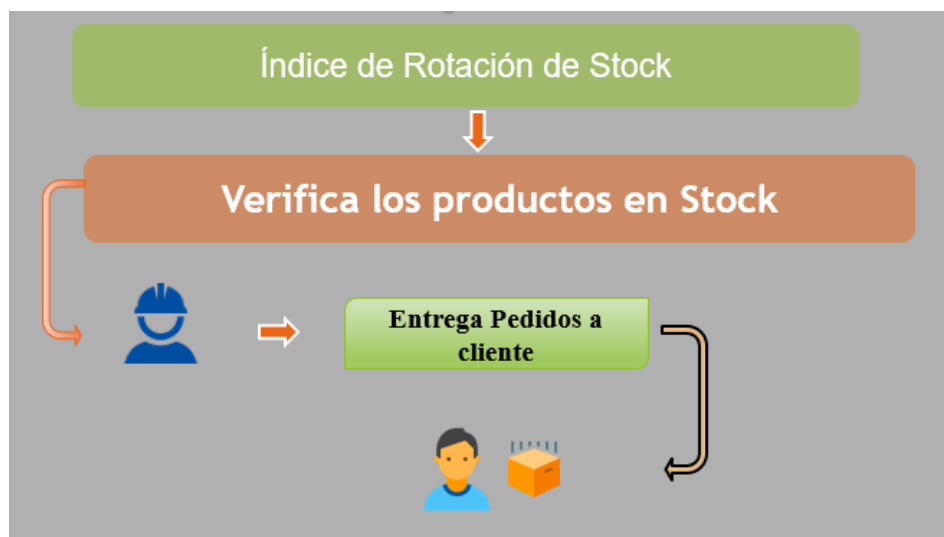 Índice de Rotación de Stock
Verifica los productos en Stock
Entrega Pedidos a
cliente